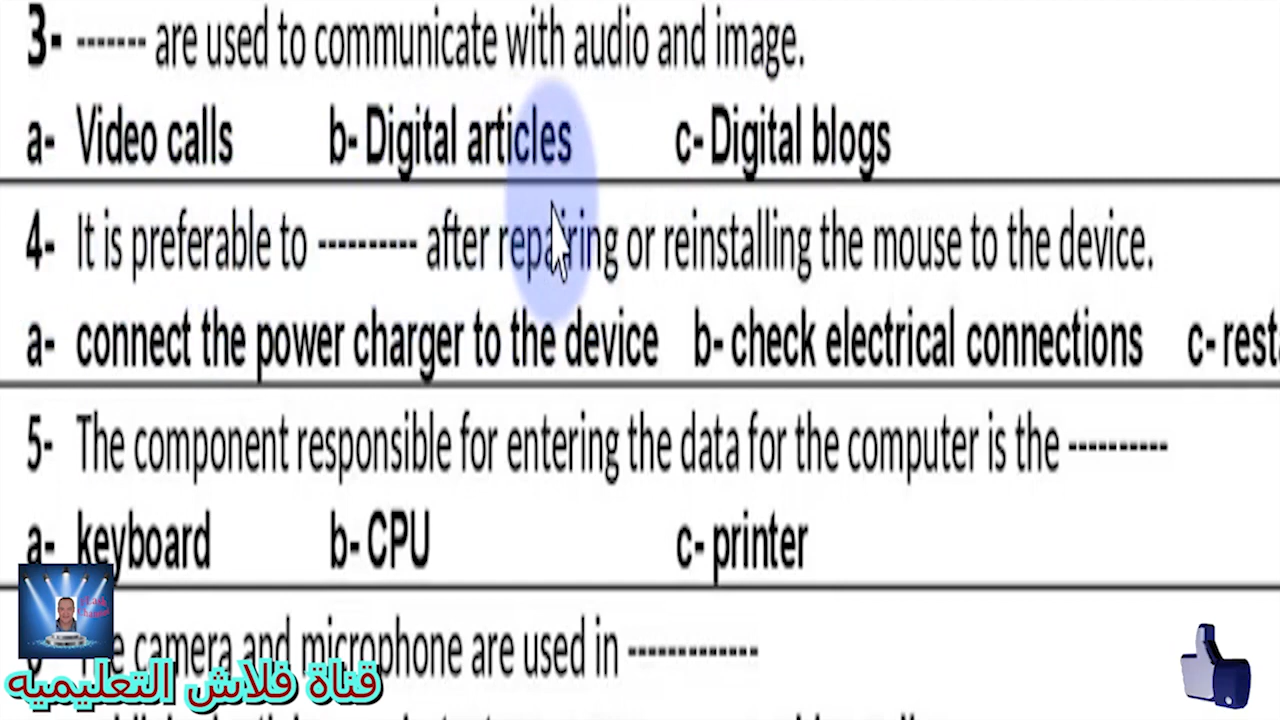 3- ------- are used to communicate with audio and image.
a- Video calls b- Digital articles c- Digital blogs
4- It is preferable to ---------- after repairing or reinstalling the mouse to the device.
a- connect the power charger to the device b- check electrical connections c-
5- The component responsible for entering the data for the computer is the ----------
a- keyboard b- CPU c- printer
camera and microphone are used in -------------
قناة فلاش التعليميه